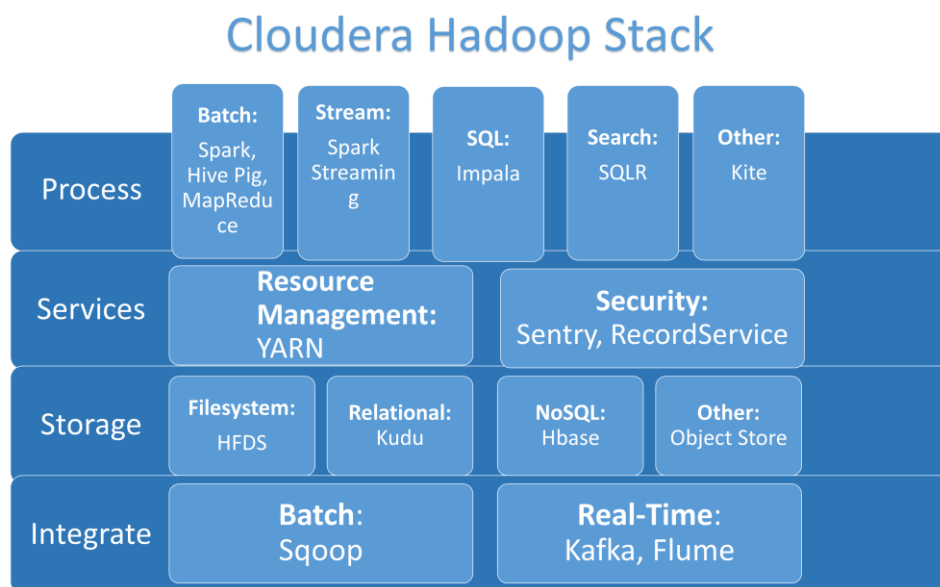 Cloudera Hadoop Stack
Process
Batch:
Spark,
Hive Pig,
MapRedu
ce
Stream:
Spark
Streamin
g
SQL:
Impala
Search:
SQLR
Other:
Kite
Services
Resource
Management:
YARN
Security:
Sentry, RecordService
Storage
Filesystem:
HFDS
Relational:
Kudu
NoSQL:
Hbase
Other:
Object Store
Integrate
Batch:
Sqoop
Real-Time:
Kafka, Flume